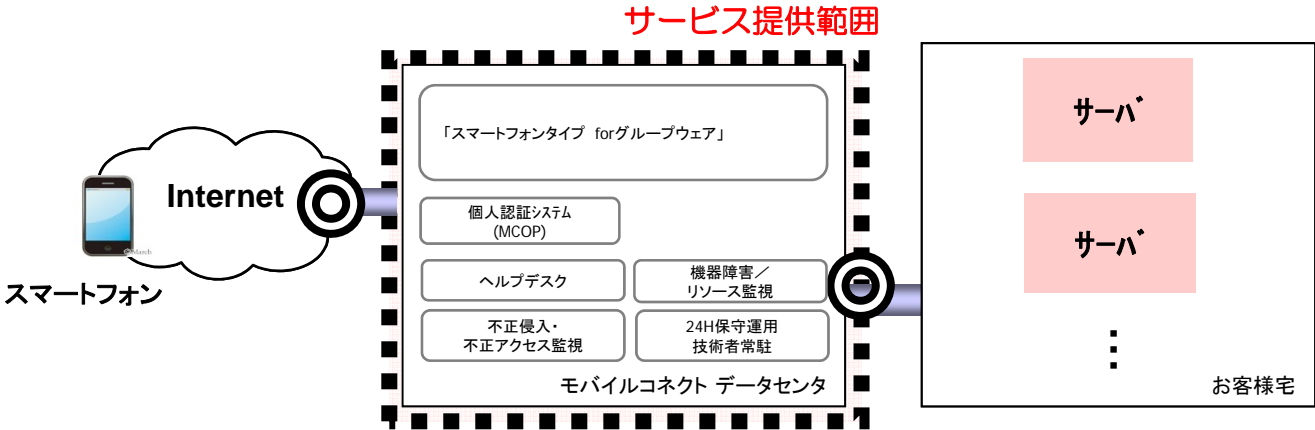 サービス提供範囲
「スマートフォンタイプ forグループウェア」
Internet
個人認証ｼｽﾃﾑ
(MCOP)
ヘルプデスク
機器障害／
リソース監視
不正侵入・
不正アクセス監視
24H保守運用
技術者常駐
モバイルコネクト データセンタ
スマートフォン
サーバ
サーバ
お客様宅